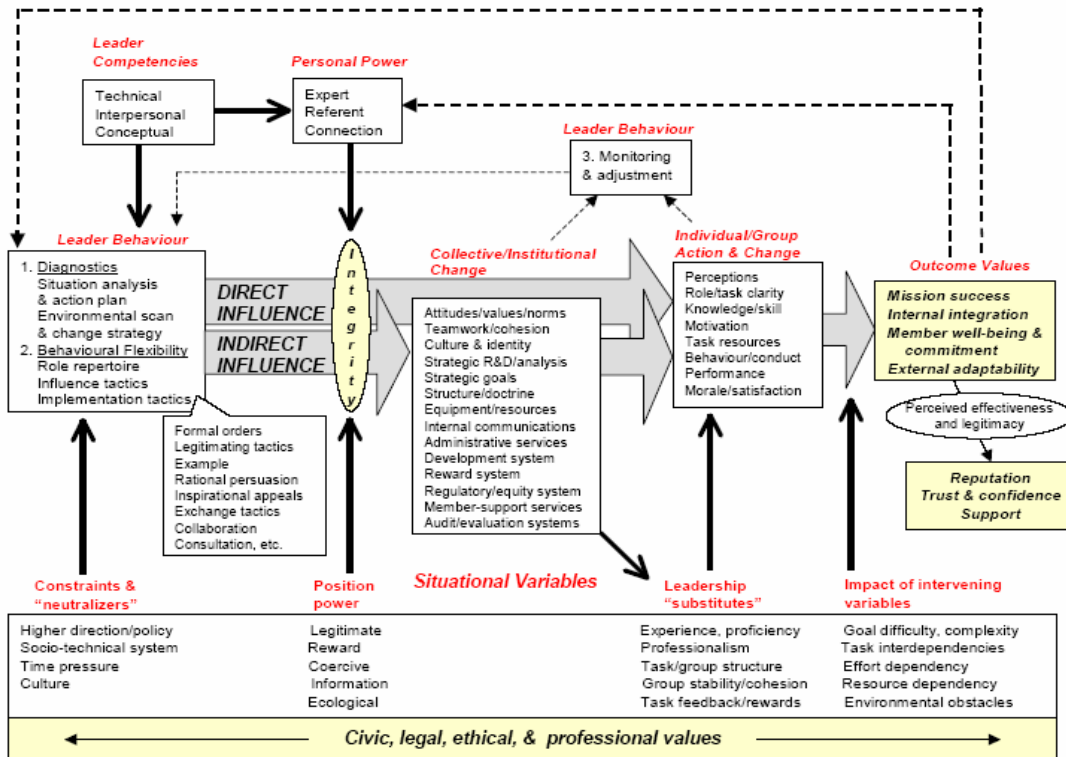 Leader
Competencies
Technical
Interpersonal
Conceptual
Personal Power
Expert
Referent
Connection
Leader Behaviour
3. Monitoring
& adjustment
Leader Behaviour
1. Diagnostics
Situation analysis
& action plan
Environmental scan
& change strategy
2. Behavioural Flexibility
Role repertoire
Influence tactics
Implementation tactics
Formal orders
Legitimating tactics
Example
Rational persuasion
Inspirational appeals
Exchange tactics
Collaboration
Consultation, etc.
DIRECT
INFLUENCE
INDIRECT
INFLUENCE
Integrity
Collective/Institutional
Change
Attitudes/values/norms
Teamwork/cohesion
Culture & identity
Strategic R&D/analysis
Strategic goals
Structure/doctrine
Equipment/resources
Internal communications
Administrative services
Development system
Reward system
Regulatory/equity system
Member-support services
Audit/evaluation systems
Individual/Group
Action & Change
Perceptions
Role/task clarity
Knowledge/skill
Motivation
Task resources
Behaviour/conduct
Performance
Morale/satisfaction
Outcome Values
Mission success
Internal integration
Member well-being &
commitment
External adaptability
Perceived effectiveness
and legitimacy
Reputation
Trust & confidence
Support
Situational Variables
Constraints &
“neutralizers”
Higher direction/policy
Socio-technical system
Time pressure
Culture
Position
power
Legitimate
Reward
Coercive
Information
Ecological
Leadership
“substitutes”
Experience, proficiency
Professionalism
Task/group structure
Group stability/cohesion
Task feedback/rewards
Impact of intervening
variables
Goal difficulty, complexity
Task interdependencies
Effort dependency
Resource dependency
Environmental obstacles
Civic, legal, ethical, & professional values